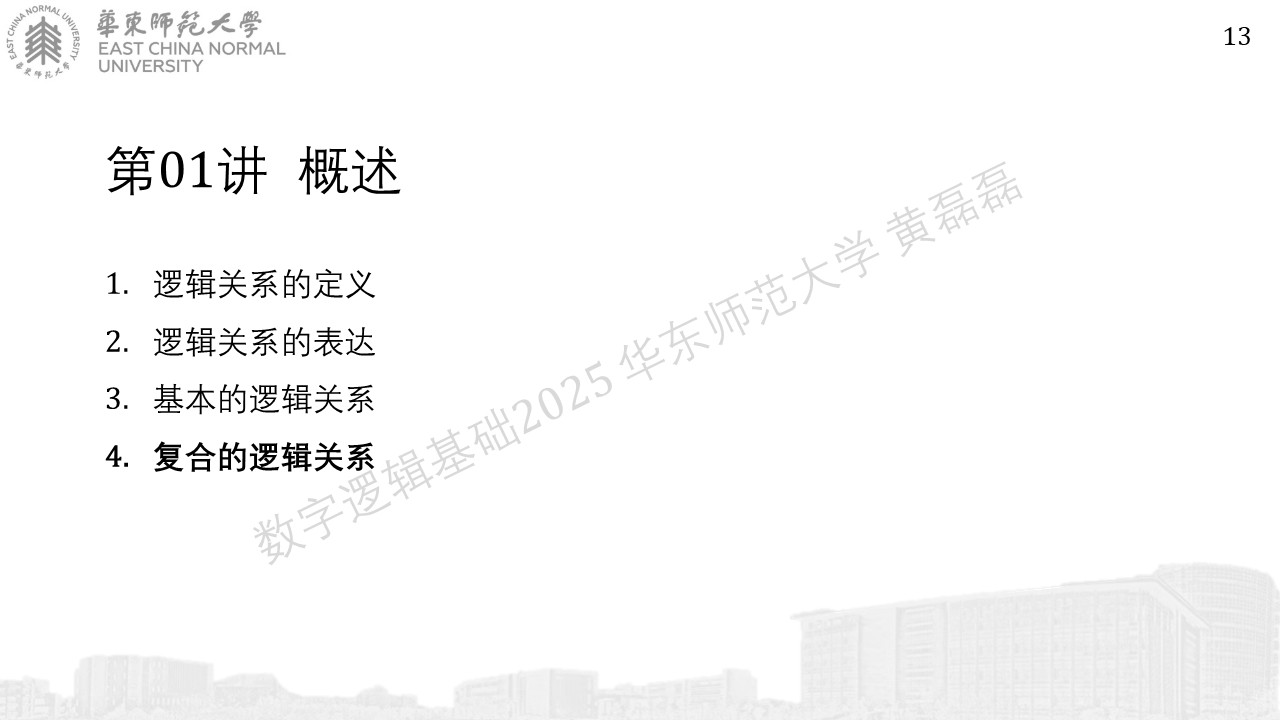 華東師範大學
EAST CHINA NORMAL
UNIVERSITY
13
第01讲 概述
1. 逻辑关系的定义
2. 逻辑关系的表达
3. 基本的逻辑关系
4. 复合的逻辑关系
数字逻辑基础2025 华东师范大学 黄磊磊
EAST CHINA NORMAL UNIVERSITY
華東師范大學